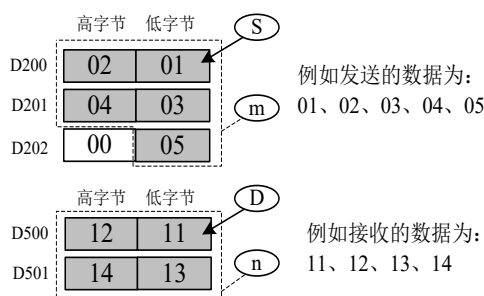 高字节 低字节 S
D200 02 01
例如发送的数据为：
D201 04 03 m
01、02、03、04、05
D202 00 05
高字节 低字节 D
D500 12 11
例如接收的数据为：
D501 14 13 n
11、12、13、14